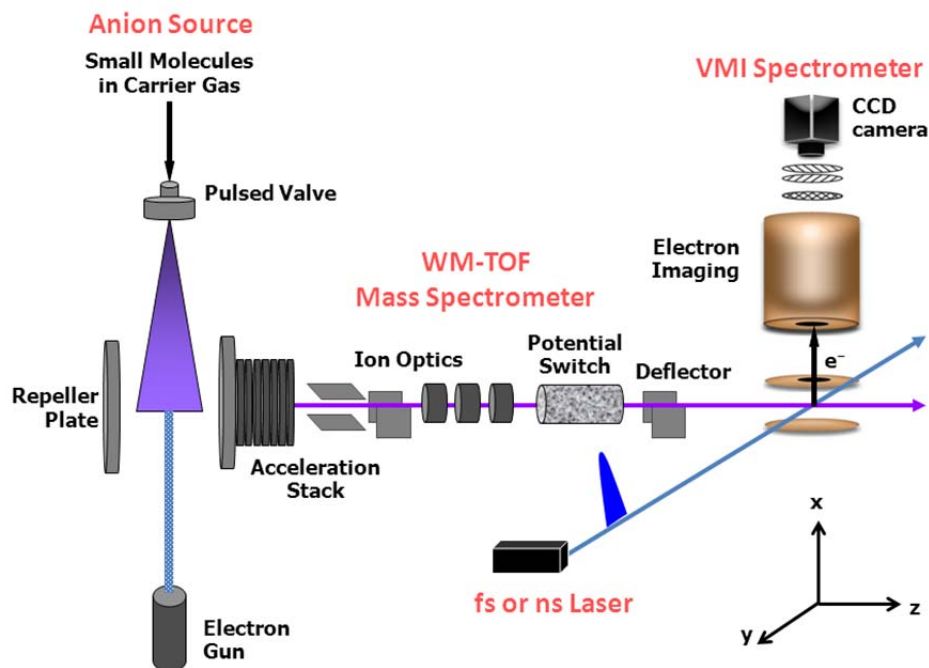 Anion Source
Small Molecules
in Carrier Gas
Pulsed Valve
VMI Spectrometer
CCD
camera
Electron
Imaging
WM-TOF
Mass Spectrometer
Ion Optics
Potential
Switch
Deflector
e⁻
Repeller
Plate
Acceleration
Stack
fs or ns Laser
Electron
Gun
x
y
z